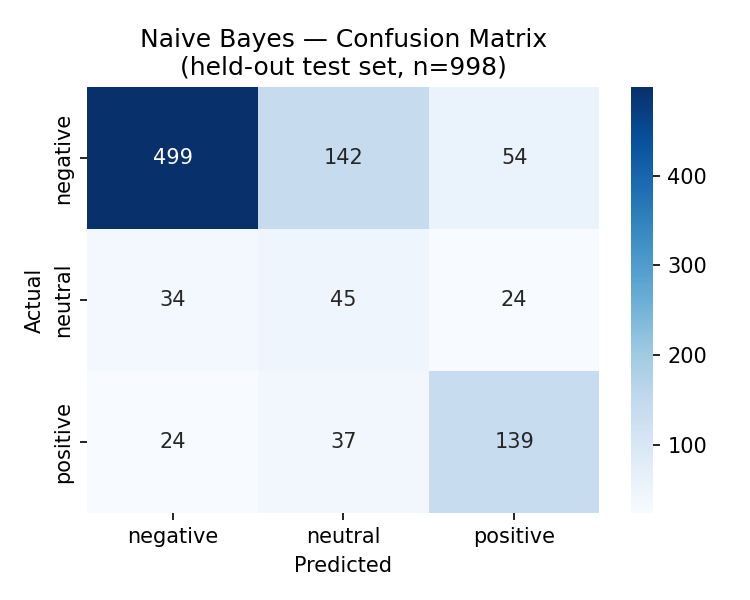 Naive Bayes — Confusion Matrix
(held-out test set, n=998)
negative
499
142
54
400
300
Actual
neutral
34
45
24
200
positive
24
37
139
100
negative
neutral
positive
Predicted